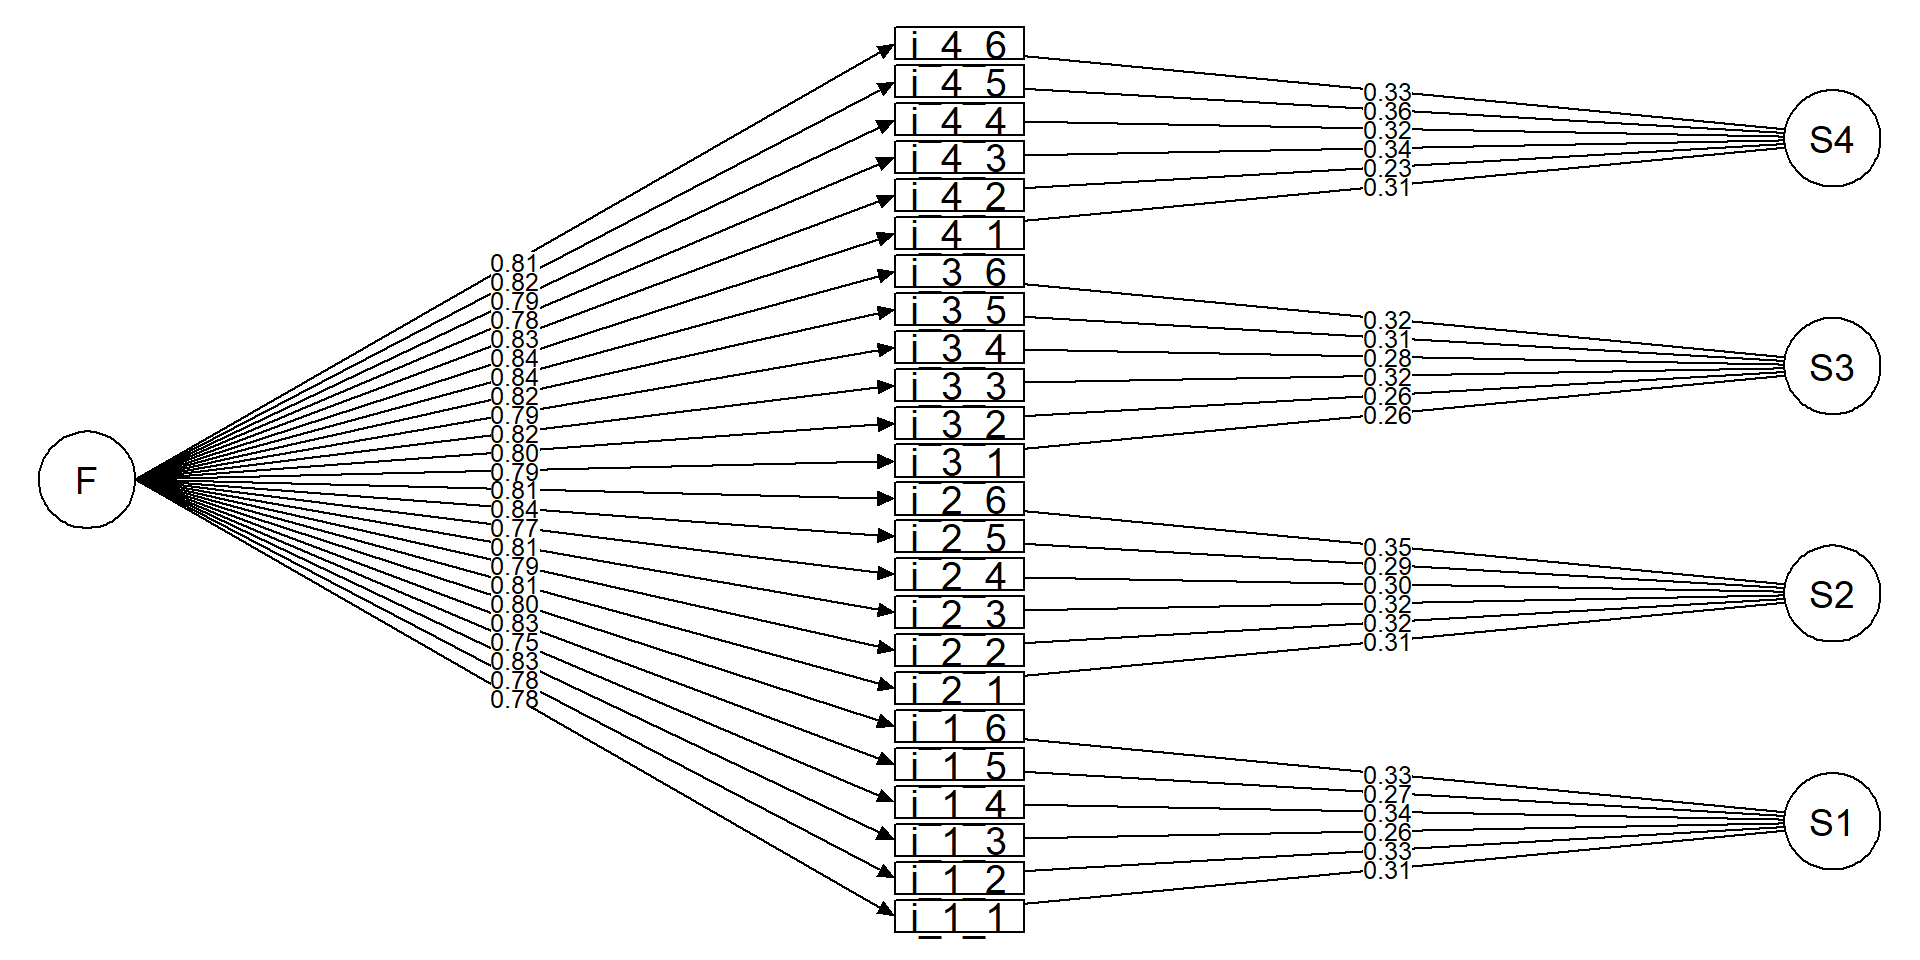 F
0.81
0.82
0.79
0.78
0.83
0.84
0.84
0.82
0.79
0.82
0.80
0.79
0.81
0.84
0.77
0.81
0.79
0.81
0.80
0.83
0.75
0.83
0.78
0.78
i_4_6
i_4_5
i_4_4
i_4_3
i_4_2
i_4_1
i_3_6
i_3_5
i_3_4
i_3_3
i_3_2
i_3_1
i_2_6
i_2_5
i_2_4
i_2_3
i_2_2
i_2_1
i_1_6
i_1_5
i_1_4
i_1_3
i_1_2
i_1_1
0.33
0.36
0.32
0.34
0.23
0.31
S4
0.32
0.31
0.28
0.32
0.26
0.26
S3
0.35
0.29
0.30
0.32
0.32
0.31
S2
0.33
0.27
0.34
0.26
0.33
0.31
S1